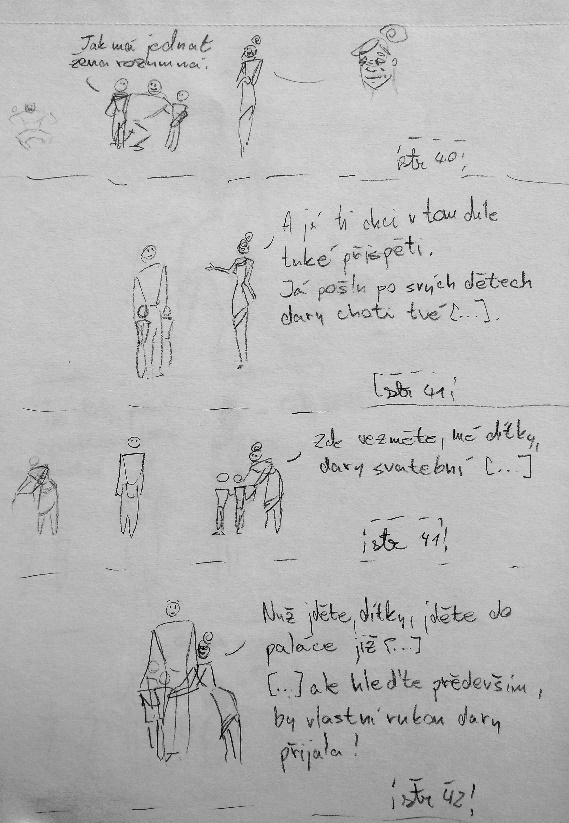 Jak má jednat
žena rozumná.
str 40
A já ti chci v tom díle
také přispěti.
Já pošlu po svých dětech
dary choti tvé [...].
str 41
Zde vezměte, mé dítky,
dary svatební [...]
str 41
Nuž jděte, dítky, jděte do
paláce již [...]
[...] ale hleďte především,
by vlastní rukou dary
přijala!
str 42